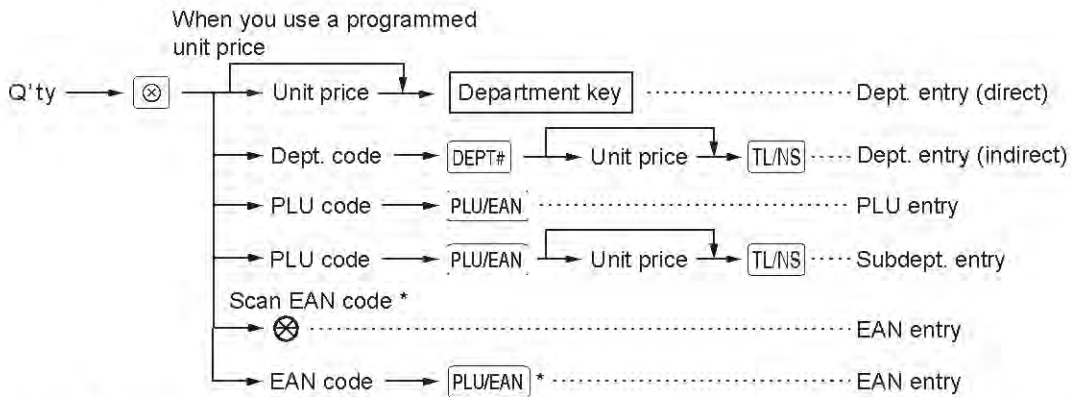 When you use a programmed
unit price
Q'ty ⊗ Unit price Department key Dept. entry (direct)
Dept. code DEPT# Unit price TL/NS Dept. entry (indirect)
PLU code PLU/EAN PLU entry
PLU code PLU/EAN Unit price TL/NS Subdept. entry
Scan EAN code *
EAN entry
EAN code PLU/EAN * EAN entry